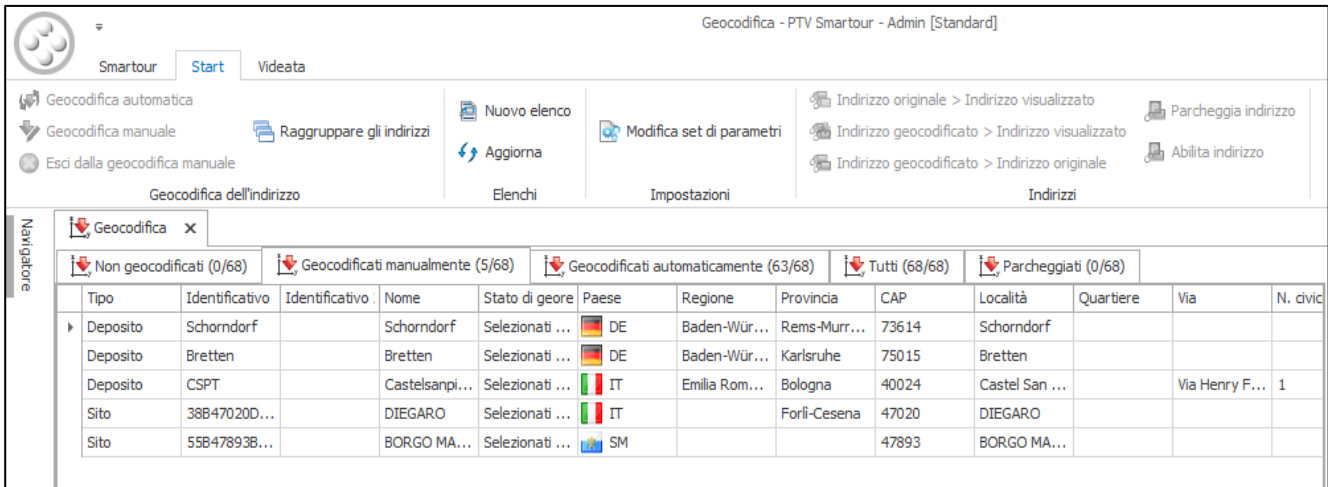 Geocodifica - PTV Smartour - Admin [Standard]
Smartour Start Videata
Geocodifica automatica
Geocodifica manuale
Esci dalla geocodifica manuale
Raggruppare gli indirizzi
Geocodifica dell'indirizzo
Nuovo elenco
Aggiorna
Elenchi
Modifica set di parametri
Impostazioni
Indirizzo originale > Indirizzo visualizzato
Indirizzo geocodificato > Indirizzo visualizzato
Indirizzo geocodificato > Indirizzo originale
Parcheggia indirizzo
Abilita indirizzo
Indirizzi
Navigatore
Geocodifica x
Non geocodificati (0/68) Geocodificati manualmente (5/68) Geocodificati automaticamente (63/68) Tutti (68/68) Parcheggiati (0/68)
Tipo Identificativo Identificativo Nome Stato di geore Paese Regione Provincia CAP Località Quartiere Via N. civic
Deposito Schorndorf Schorndorf Selezionati ... DE Baden-Wür... Rems-Murr... 73614 Schorndorf
Deposito Bretten Bretten Selezionati ... DE Baden-Wür... Karlsruhe 75015 Bretten
Deposito CSPT Castelsanpi... Selezionati ... IT Emilia Rom... Bologna 40024 Castel San ... Via Henry F... 1
Sito 38B47020D... DIEGARO Selezionati ... IT Forlì-Cesena 47020 DIEGARO
Sito 55B47893B... BORGO MA... Selezionati ... SM 47893 BORGO MA...